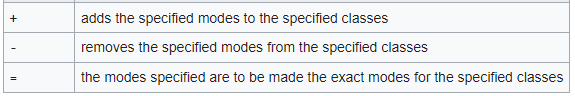 + adds the specified modes to the specified classes
- removes the specified modes from the specified classes
= the modes specified are to be made the exact modes for the specified classes